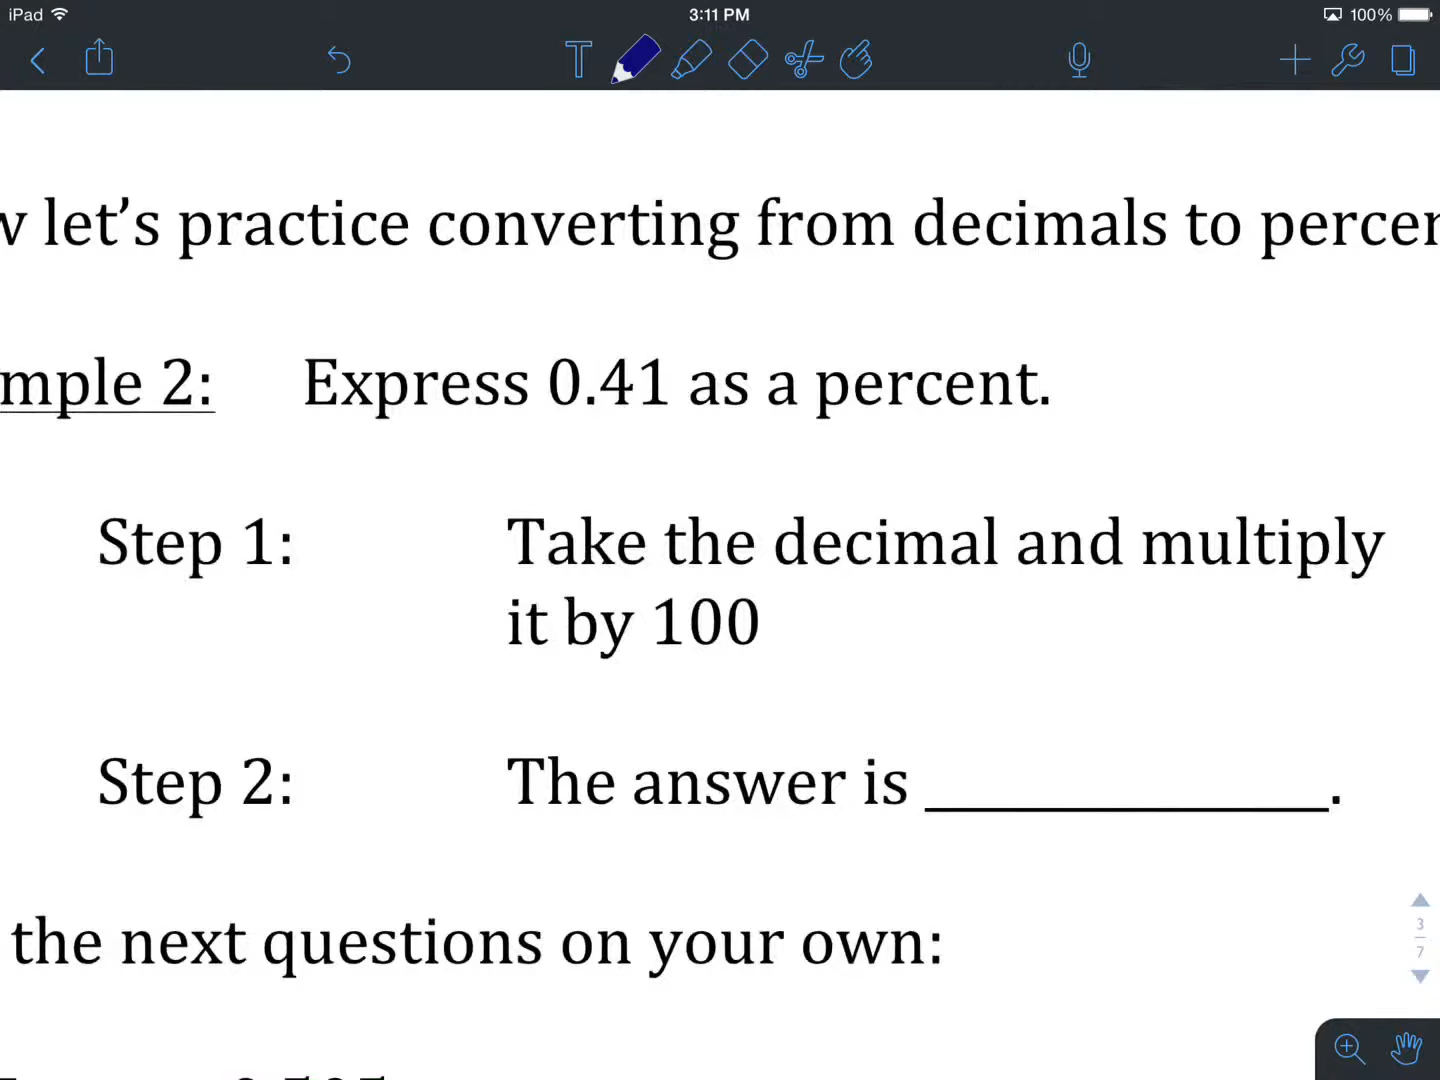 iPad 3:11 PM 100%
w let’s practice converting from decimals to percen
mple 2: Express 0.41 as a percent.
Step 1: Take the decimal and multiply
it by 100
Step 2: The answer is ______________.
the next questions on your own:
3
7